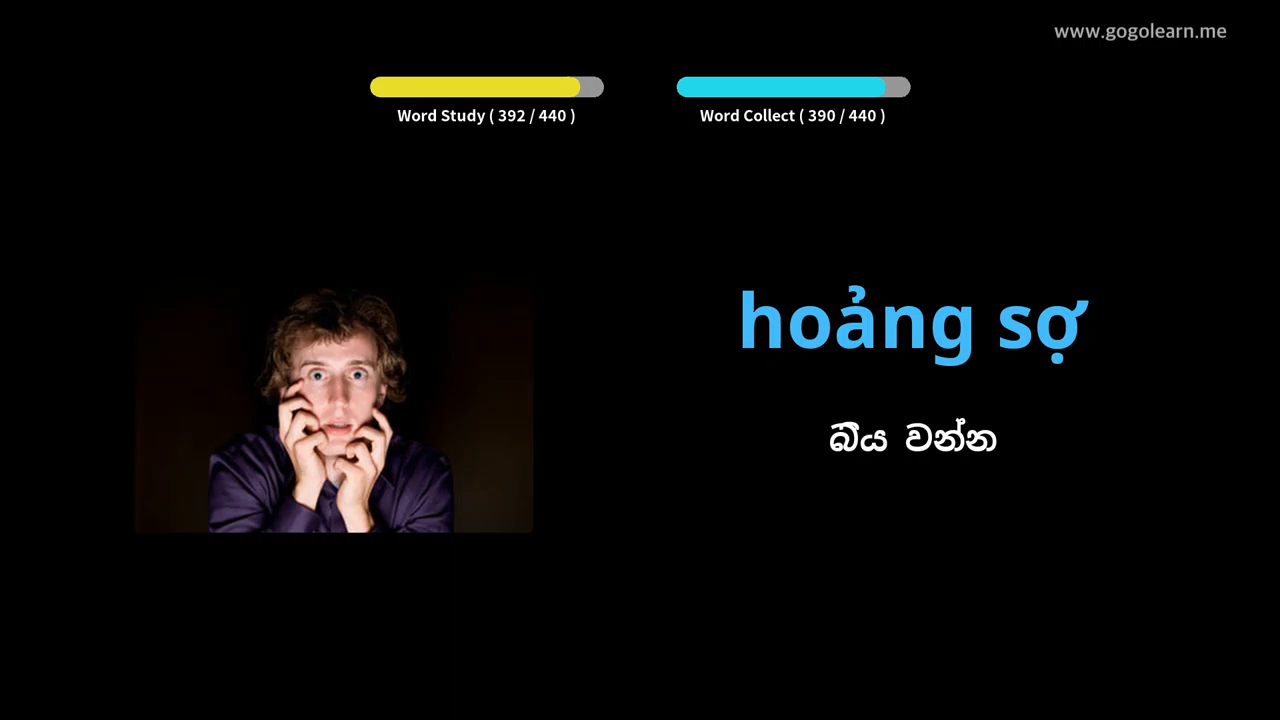 www.gogolearn.me
Word Study ( 392 / 440 )
Word Collect ( 390 / 440 )
hoảng sợ
බිය වන්න